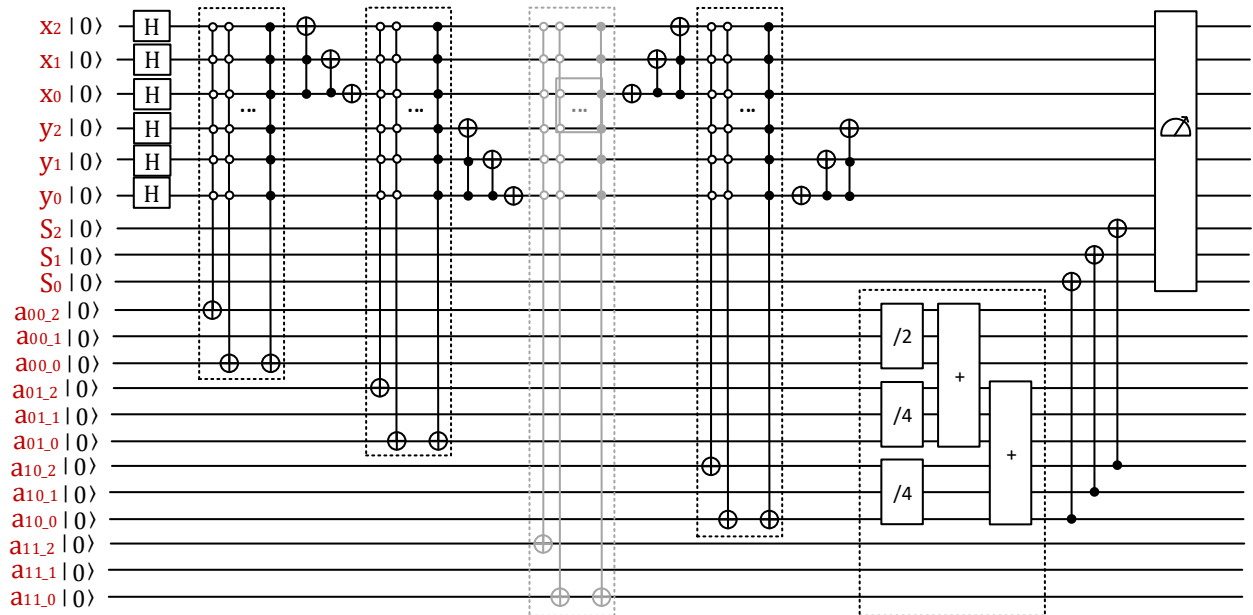 x2 |0⟩ H
x1 |0⟩ H
x0 |0⟩ H ... ... ... ...
y2 |0⟩ H
y1 |0⟩ H
y0 |0⟩ H
S2 |0⟩
S1 |0⟩
S0 |0⟩
a00_2 |0⟩
a00_1 |0⟩ /2
a00_0 |0⟩
a01_2 |0⟩ +
a01_1 |0⟩ /4
a01_0 |0⟩
a10_2 |0⟩ +
a10_1 |0⟩ /4
a10_0 |0⟩
a11_2 |0⟩
a11_1 |0⟩
a11_0 |0⟩